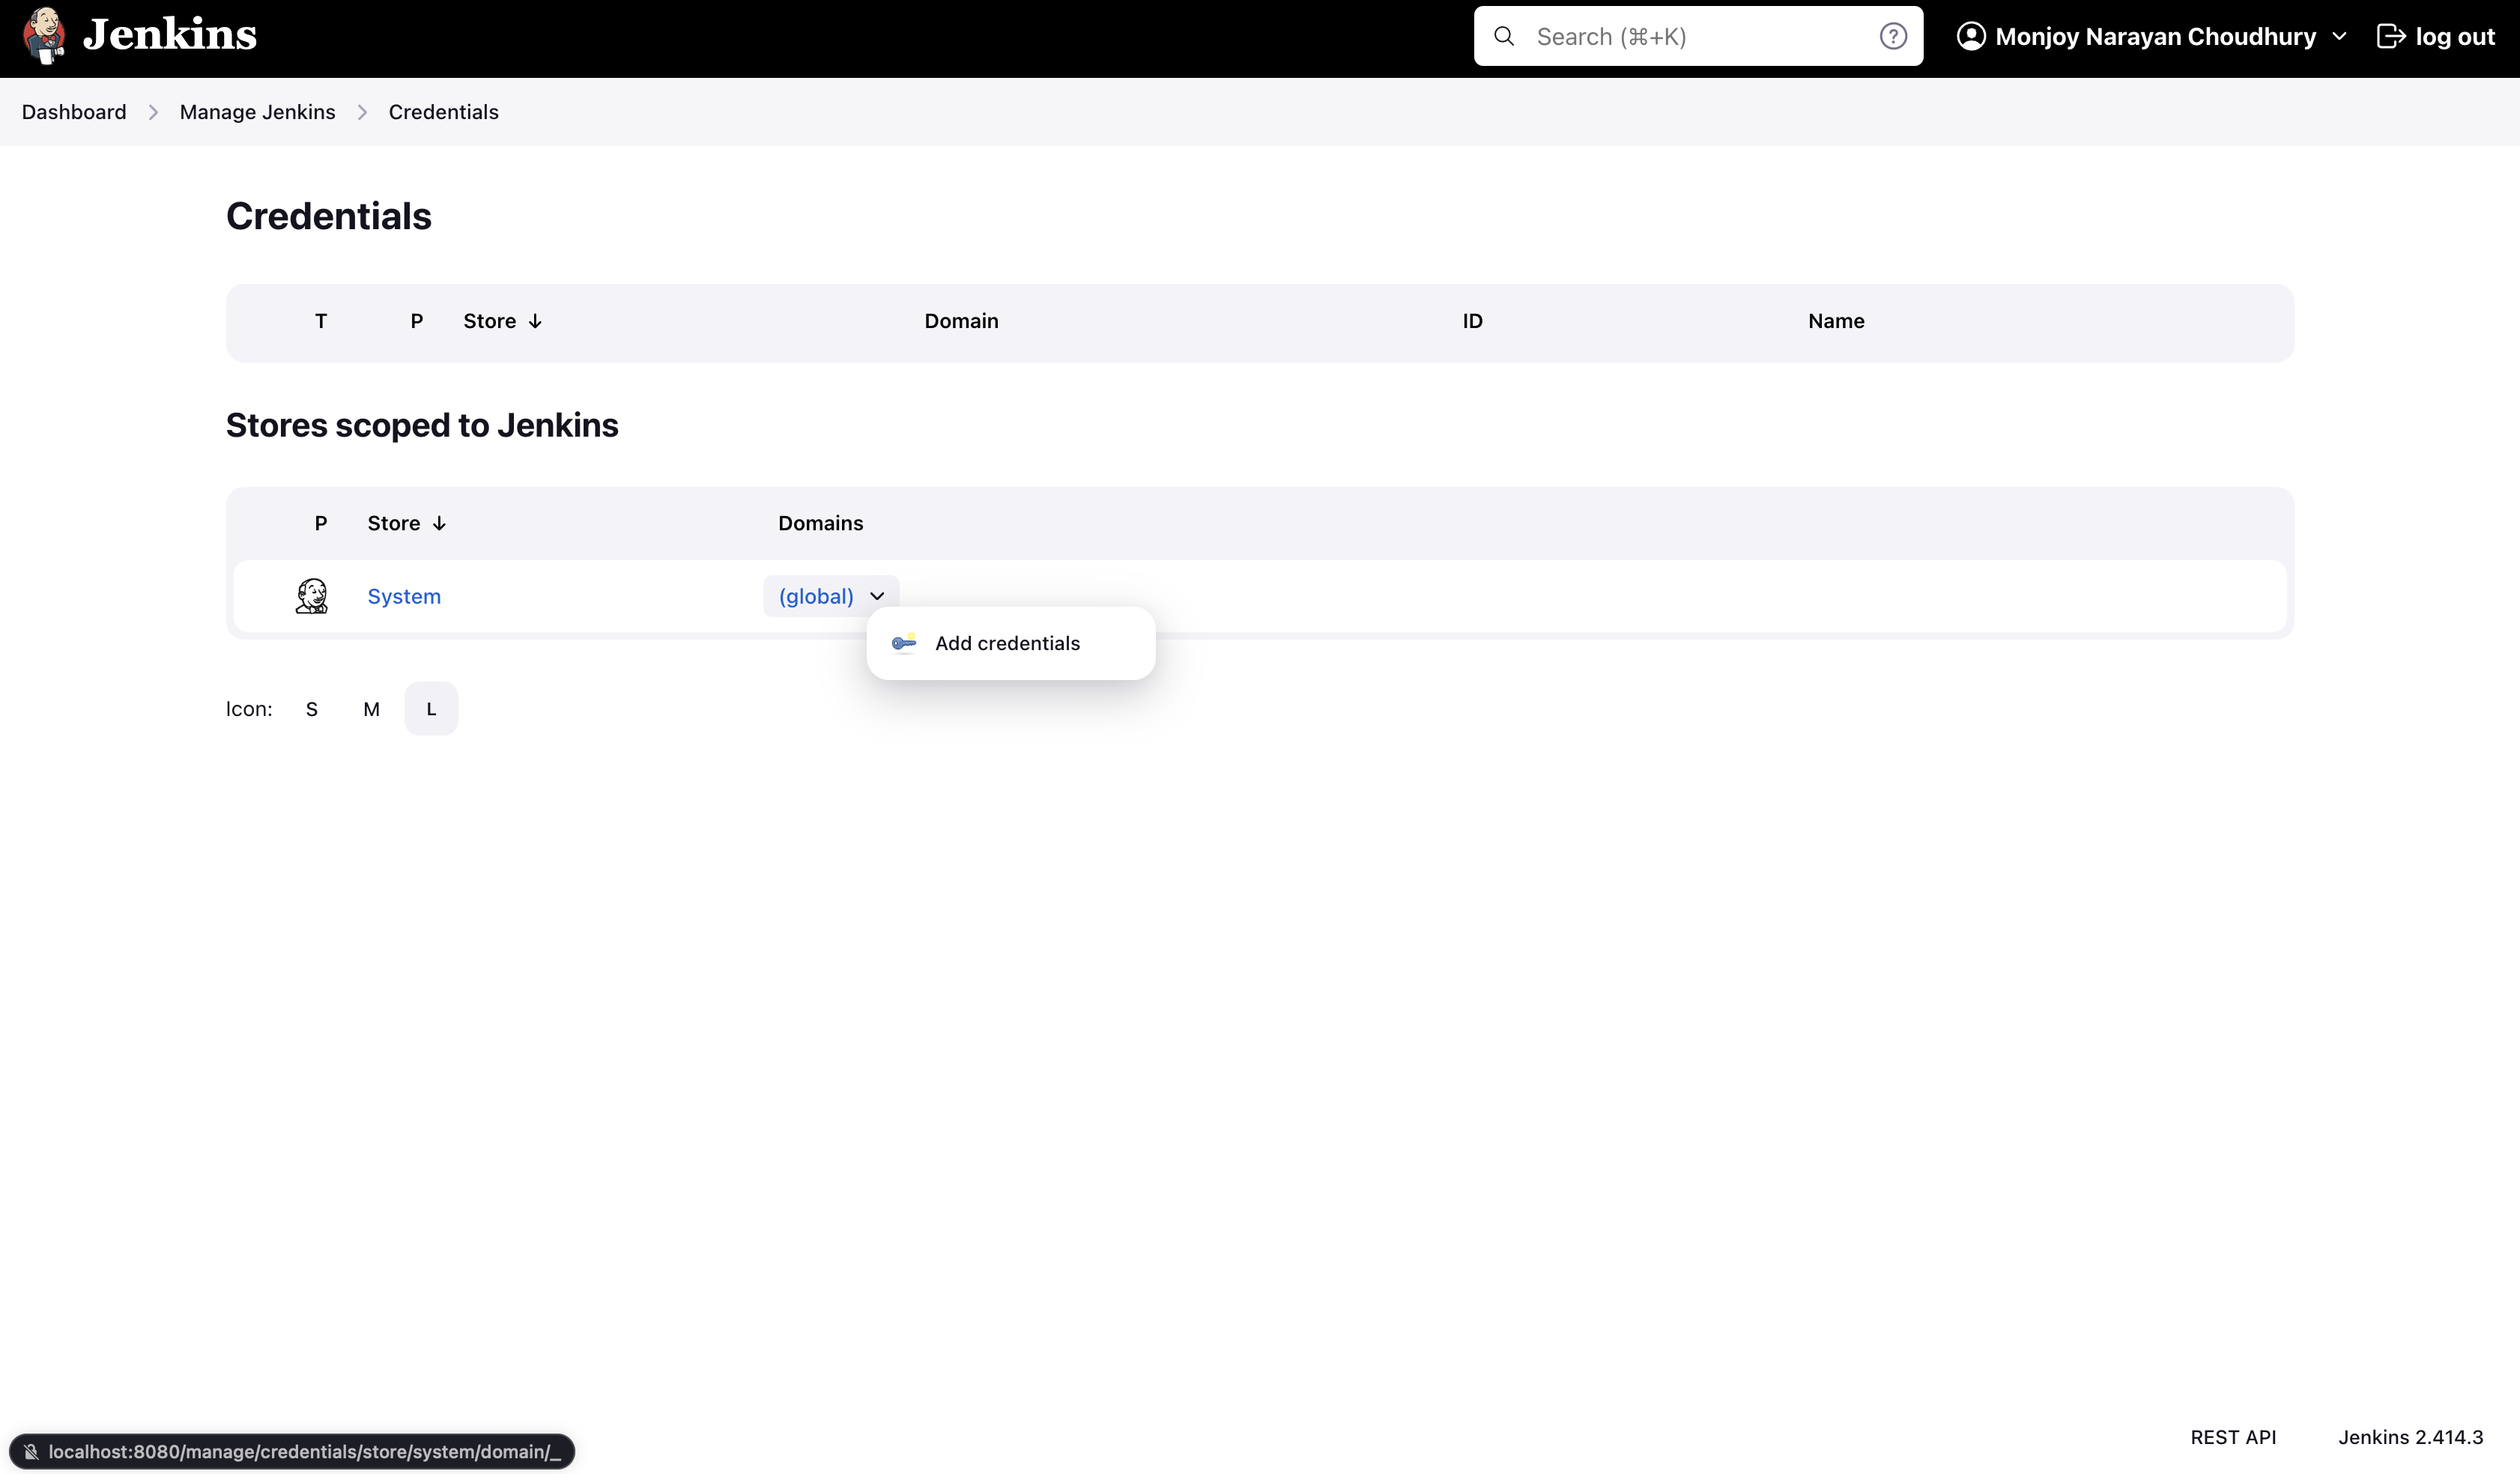 Jenkins
Search (⌘+K)
Monjoy Narayan Choudhury
log out
Dashboard
Manage Jenkins
Credentials
Credentials
T P Store ↓ Domain ID Name
Stores scoped to Jenkins
P Store ↓ Domains
System (global)
Add credentials
Icon: S M L
REST API Jenkins 2.414.3
localhost:8080/manage/credentials/store/system/domain/_